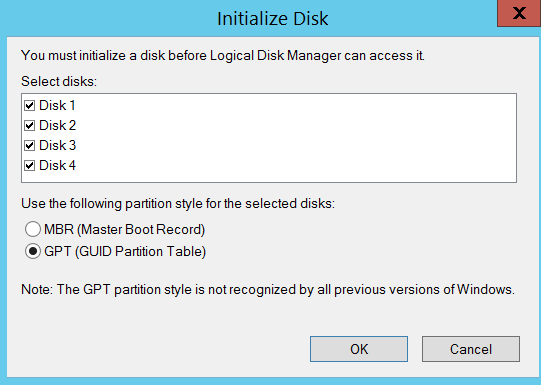 Initialize Disk
You must initialize a disk before Logical Disk Manager can access it.
Select disks:
Disk 1
Disk 2
Disk 3
Disk 4
Use the following partition style for the selected disks:
MBR (Master Boot Record)
GPT (GUID Partition Table)
Note: The GPT partition style is not recognized by all previous versions of Windows.
OK Cancel